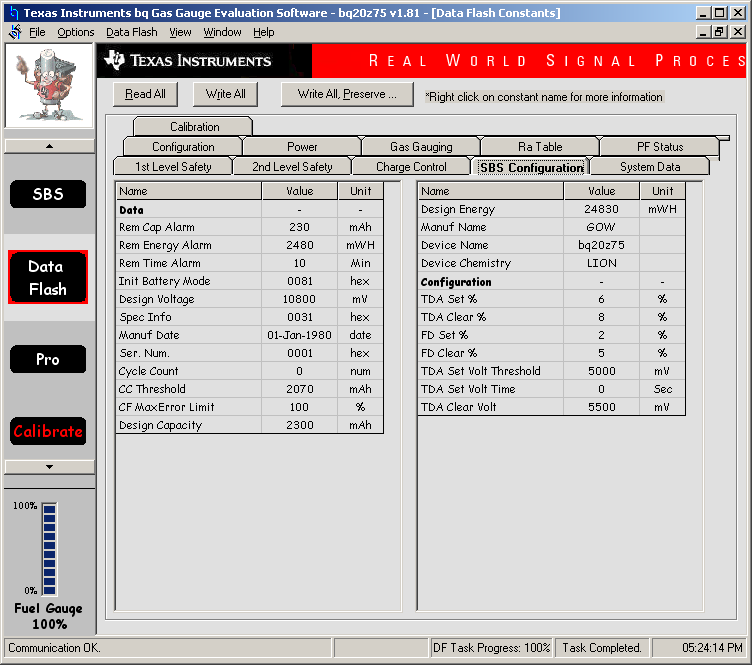 Texas Instruments bq Gas Gauge Evaluation Software - bq20z75 v1.81 - [Data Flash Constants]
File Options Data Flash View Window Help
TEXAS INSTRUMENTS REAL WORLD SIGNAL PROCES
Read All Write All Write All, Preserve ... *Right click on constant name for more information
Calibration
Configuration Power Gas Gauging Ra Table PF Status
1st Level Safety 2nd Level Safety Charge Control SBS Configuration System Data
SBS
Data
Flash
Pro
Calibrate
100%
0%
Fuel Gauge
100%
Name Value Unit
Data - -
Rem Cap Alarm 230 mAh
Rem Energy Alarm 2480 mWH
Rem Time Alarm 10 Min
Init Battery Mode 0081 hex
Design Voltage 10800 mV
Spec Info 0031 hex
Manuf Date 01-Jan-1980 date
Ser. Num. 0001 hex
Cycle Count 0 num
CC Threshold 2070 mAh
CF MaxError Limit 100 %
Design Capacity 2300 mAh
Name Value Unit
Design Energy 24830 mWH
Manuf Name GOW
Device Name bq20z75
Device Chemistry LION
Configuration - -
TDA Set % 6 %
TDA Clear % 8 %
FD Set % 2 %
FD Clear % 5 %
TDA Set Volt Threshold 5000 mV
TDA Set Volt Time 0 Sec
TDA Clear Volt 5500 mV
Communication OK. DF Task Progress: 100% Task Completed. 05:24:14 PM